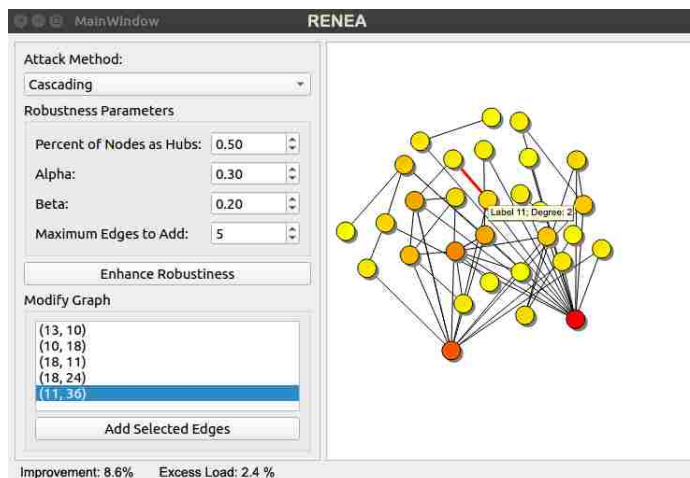 MainWindow
RENEA
Attack Method:
Cascading
Robustness Parameters
Percent of Nodes as Hubs: 0.50
Alpha: 0.30
Beta: 0.20
Maximum Edges to Add: 5
Enhance Robustiness
Modify Graph
(13, 10)
(10, 18)
(18, 11)
(18, 24)
(11, 36)
Add Selected Edges
Improvement: 8.6% Excess Load: 2.4 %
Label 11; Degree: 2